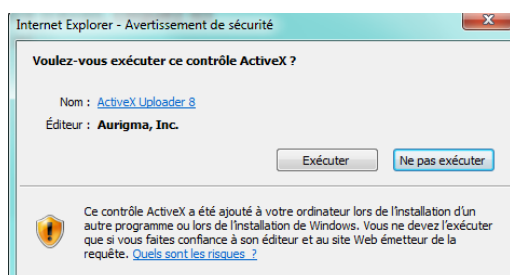 Internet Explorer - Avertissement de sécurité
x
Voulez-vous exécuter ce contrôle ActiveX ?
Nom : ActiveX Uploader 8
Éditeur : Aurigma, Inc.
Exécuter Ne pas exécuter
Ce contrôle ActiveX a été ajouté à votre ordinateur lors de l'installation d'un
autre programme ou lors de l'installation de Windows. Vous ne devez l'exécuter
que si vous faites confiance à son éditeur et au site Web émetteur de la
requête. Quels sont les risques ?